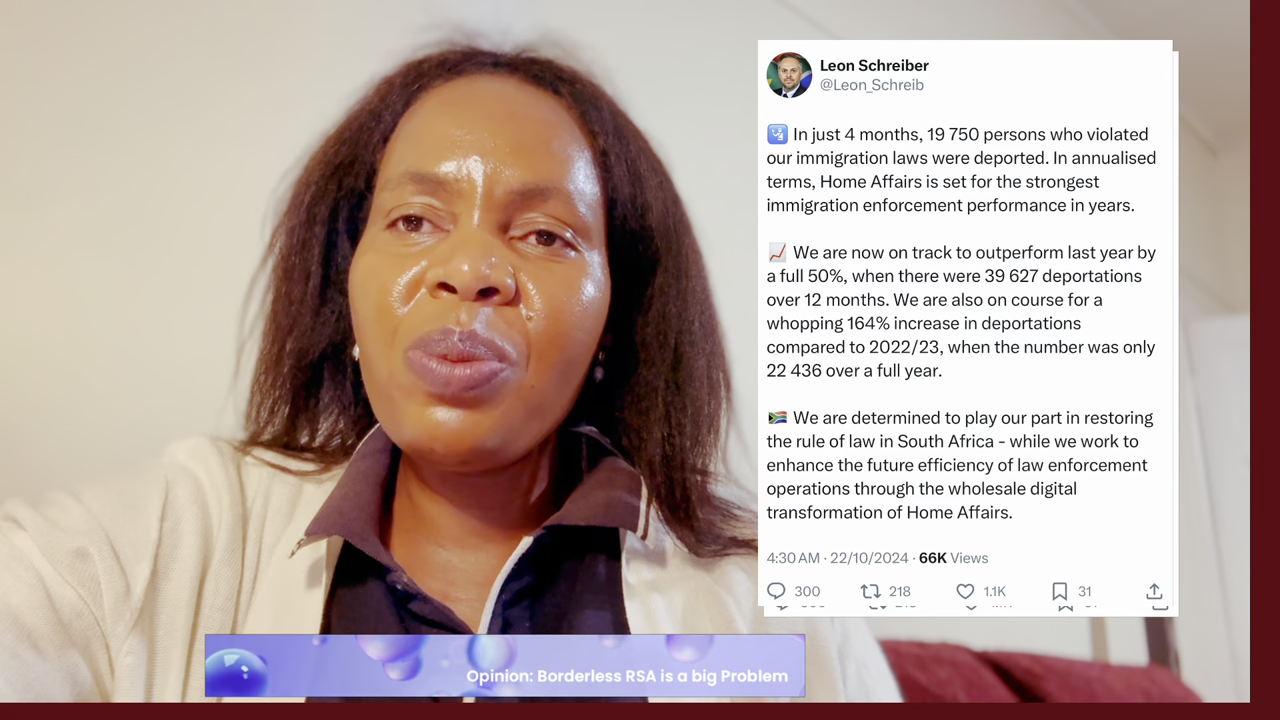 Leon Schreiber
@Leon_Schreib
In just 4 months, 19 750 persons who violated
our immigration laws were deported. In annualised
terms, Home Affairs is set for the strongest
immigration enforcement performance in years.
We are now on track to outperform last year by
a full 50%, when there were 39 627 deportations
over 12 months. We are also on course for a
whopping 164% increase in deportations
compared to 2022/23, when the number was only
22 436 over a full year.
We are determined to play our part in restoring
the rule of law in South Africa - while we work to
enhance the future efficiency of law enforcement
operations through the wholesale digital
transformation of Home Affairs.
4:30 AM · 22/10/2024 · 66K Views
300 218 1.1K 31
Opinion: Borderless RSA is a big Problem